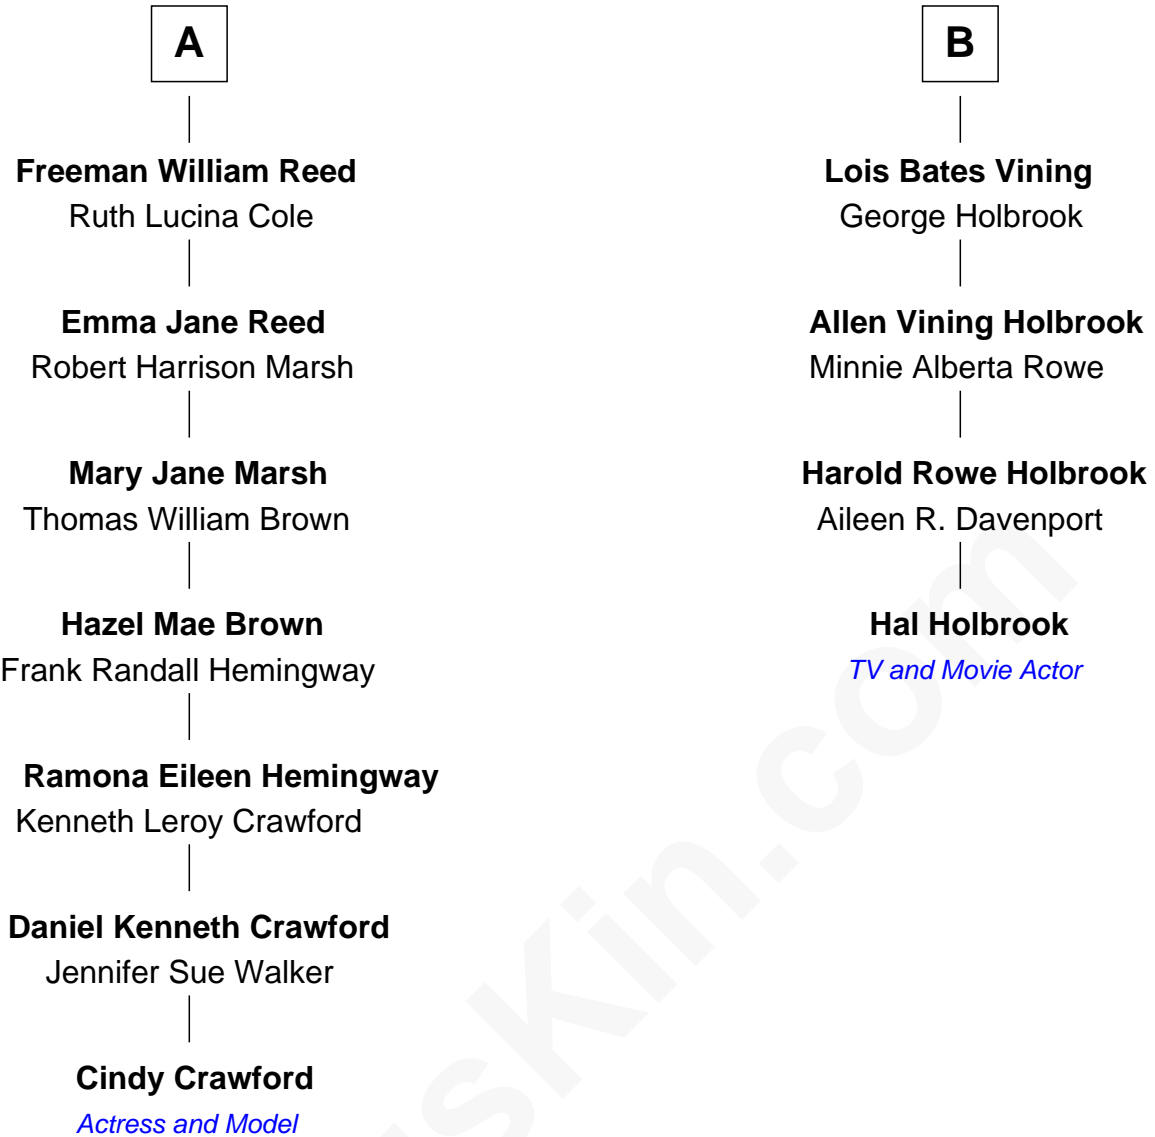 A
Freeman William Reed
Ruth Lucina Cole
Emma Jane Reed
Robert Harrison Marsh
Mary Jane Marsh
Thomas William Brown
Hazel Mae Brown
Frank Randall Hemingway
Ramona Eileen Hemingway
Kenneth Leroy Crawford
Daniel Kenneth Crawford
Jennifer Sue Walker
Cindy Crawford
Actress and Model
B
Lois Bates Vining
George Holbrook
Allen Vining Holbrook
Minnie Alberta Rowe
Harold Rowe Holbrook
Aileen R. Davenport
Hal Holbrook
TV and Movie Actor
sKin.com